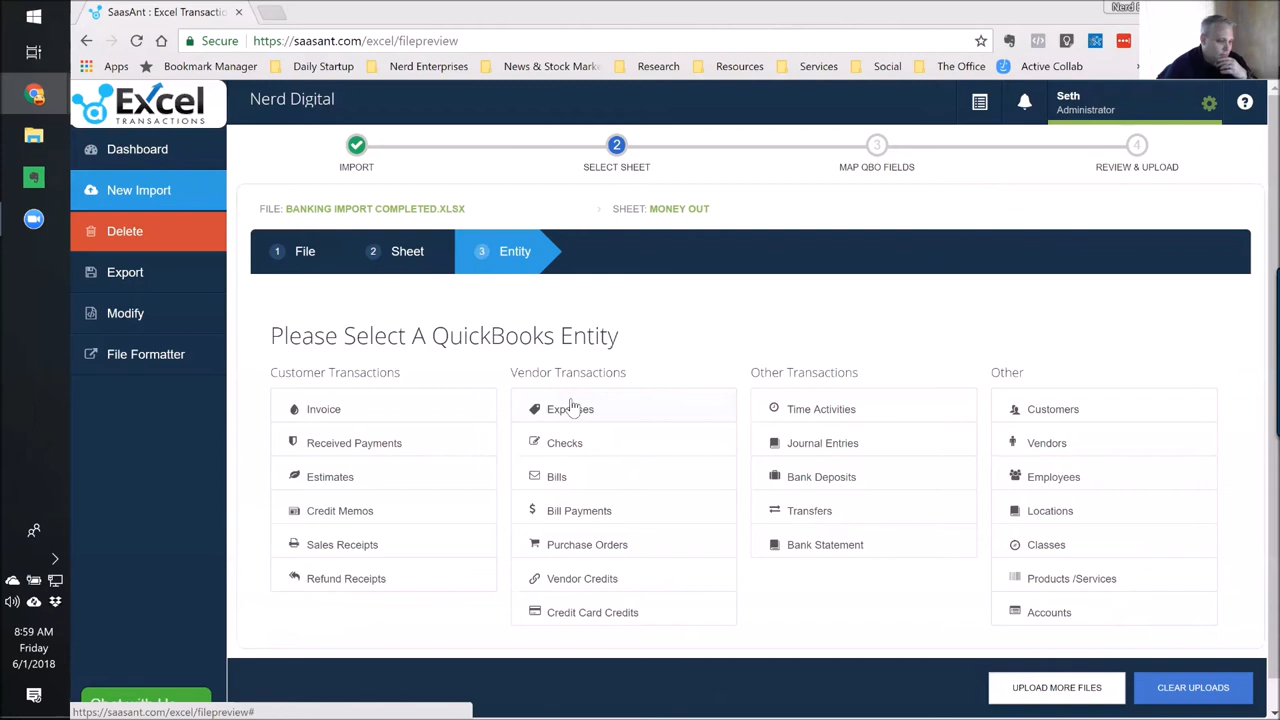 SaasAnt : Excel Transactio
Nerd
Secure
https://saasant.com/excel/filepreview
Apps
Bookmark Manager
Daily Startup
Nerd Enterprises
News & Stock Mark
Research
Resources
Services
Social
The Office
Active Collab
Excel
TRANSACTIONS
Nerd Digital
Seth
Administrator
Dashboard
New Import
Delete
Export
Modify
File Formatter
2
3
4
IMPORT
SELECT SHEET
MAP QBO FIELDS
REVIEW & UPLOAD
FILE: BANKING IMPORT COMPLETED.XLSX
SHEET: MONEY OUT
1 File
2 Sheet
3 Entity
Please Select A QuickBooks Entity
Customer Transactions
Invoice
Received Payments
Estimates
Credit Memos
Sales Receipts
Refund Receipts
Vendor Transactions
Expenses
Checks
Bills
Bill Payments
Purchase Orders
Vendor Credits
Credit Card Credits
Other Transactions
Time Activities
Journal Entries
Bank Deposits
Transfers
Bank Statement
Other
Customers
Vendors
Employees
Locations
Classes
Products /Services
Accounts
UPLOAD MORE FILES
CLEAR UPLOADS
8:59 AM
Friday
6/1/2018
Chat with Us
https://saasant.com/excel/filepreview#